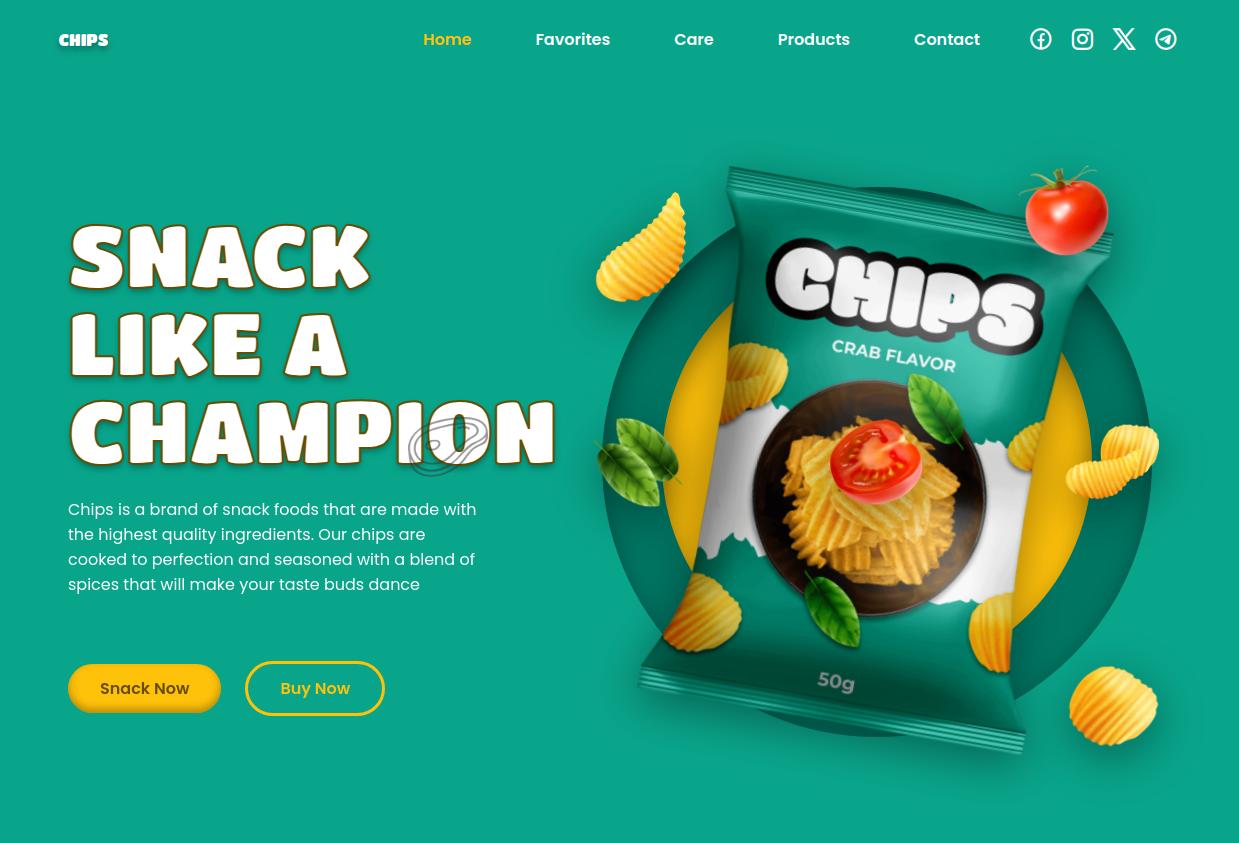 CHIPS
Home
Favorites
Care
Products
Contact
SNACK
LIKE A
CHAMPION
Chips is a brand of snack foods that are made with
the highest quality ingredients. Our chips are
cooked to perfection and seasoned with a blend of
spices that will make your taste buds dance
Snack Now
Buy Now
CHIPS
CRAB FLAVOR
50g